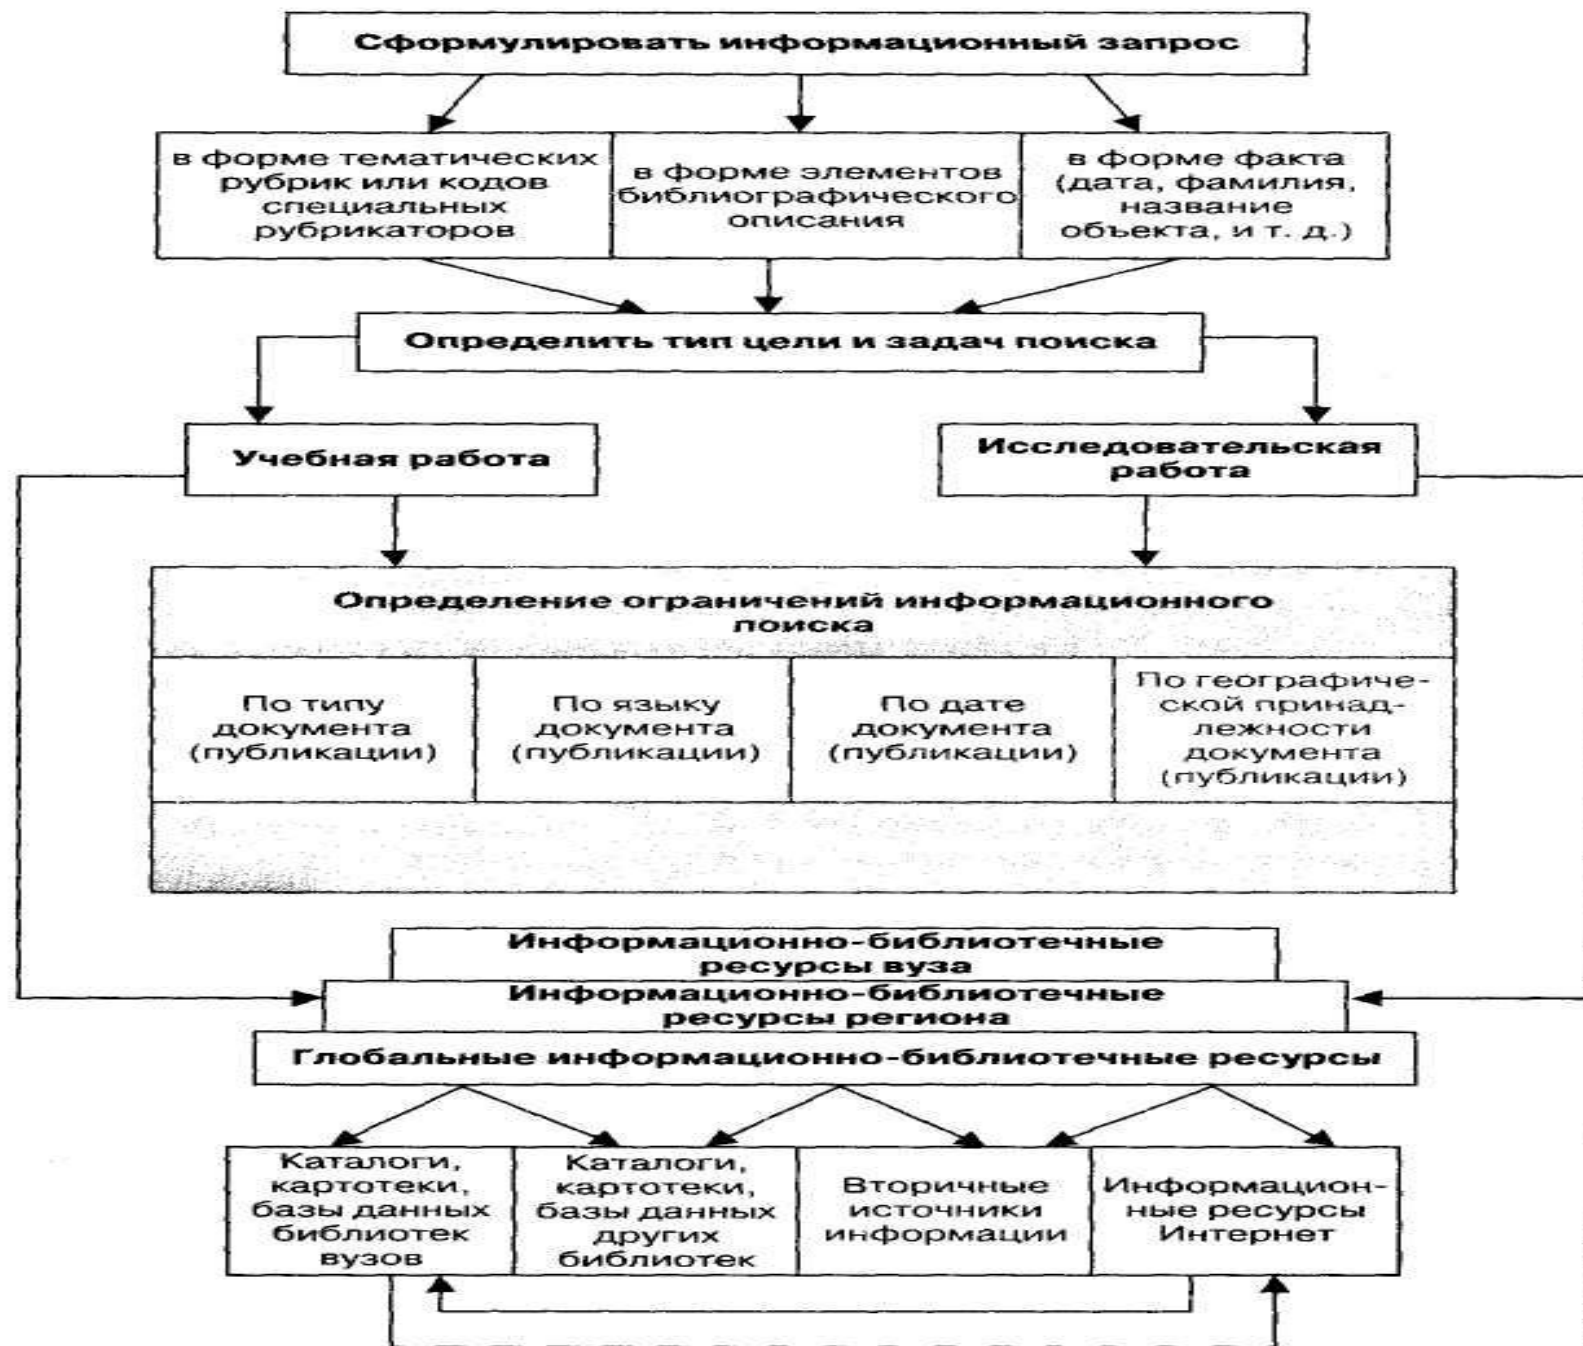 Сформулировать информационный запрос
в форме тематических
рубрик или кодов
специальных
рубрикаторов
в форме элементов
библиографического
описания
в форме факта
(дата, фамилия,
название
объекта, и т. д.)
Определить тип цели и задач поиска
Учебная работа
Исследовательская
работа
Определение ограничений информационного
поиска
По типу
документа
(публикации)
По языку
документа
(публикации)
По дате
документа
(публикации)
По географиче-
ской принад-
лежности
документа
(публикации)
Информационно-библиотечные
ресурсы вуза
Информационно-библиотечные
ресурсы региона
Глобальные информационно-библиотечные ресурсы
Каталоги,
картотеки,
базы данных
библиотек
вузов
Каталоги,
картотеки,
базы данных
других
библиотек
Вторичные
источники
информации
Информацион-
ные ресурсы
Интернет